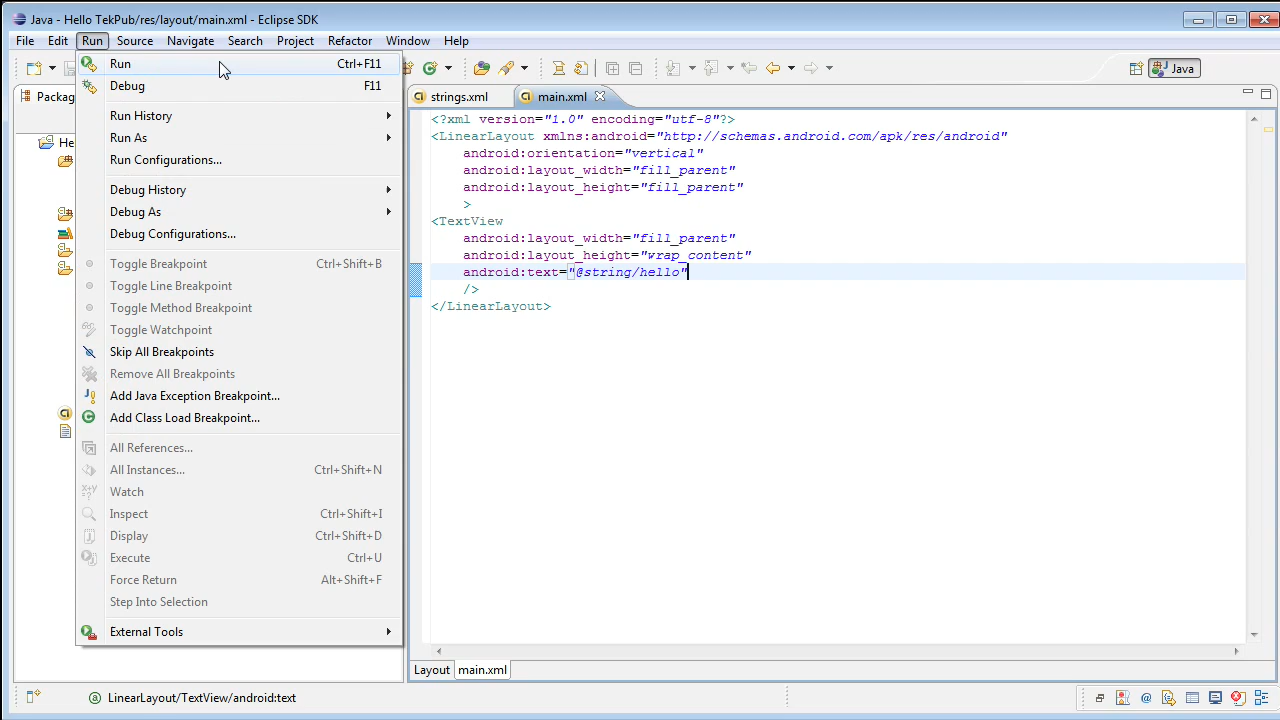 Java - Hello TekPub/res/layout/main.xml - Eclipse SDK
File Edit Run Source Navigate Search Project Refactor Window Help
Java
Run Ctrl+F11
Debug F11
Run History
Run As
Run Configurations...
Debug History
Debug As
Debug Configurations...
Toggle Breakpoint Ctrl+Shift+B
Toggle Line Breakpoint
Toggle Method Breakpoint
Toggle Watchpoint
Skip All Breakpoints
Remove All Breakpoints
Add Java Exception Breakpoint...
Add Class Load Breakpoint...
All References...
All Instances... Ctrl+Shift+N
Watch
Inspect Ctrl+Shift+I
Display Ctrl+Shift+D
Execute Ctrl+U
Force Return Alt+Shift+F
Step Into Selection
External Tools
Packag
He
strings.xml main.xml
<?xml version="1.0" encoding="utf-8"?>
<LinearLayout xmlns:android="http://schemas.android.com/apk/res/android"
android:orientation="vertical"
android:layout_width="fill_parent"
android:layout_height="fill_parent"
>
<TextView
android:layout_width="fill_parent"
android:layout_height="wrap_content"
android:text="@string/hello"
/>
</LinearLayout>
Layout main.xml
LinearLayout/TextView/android:text